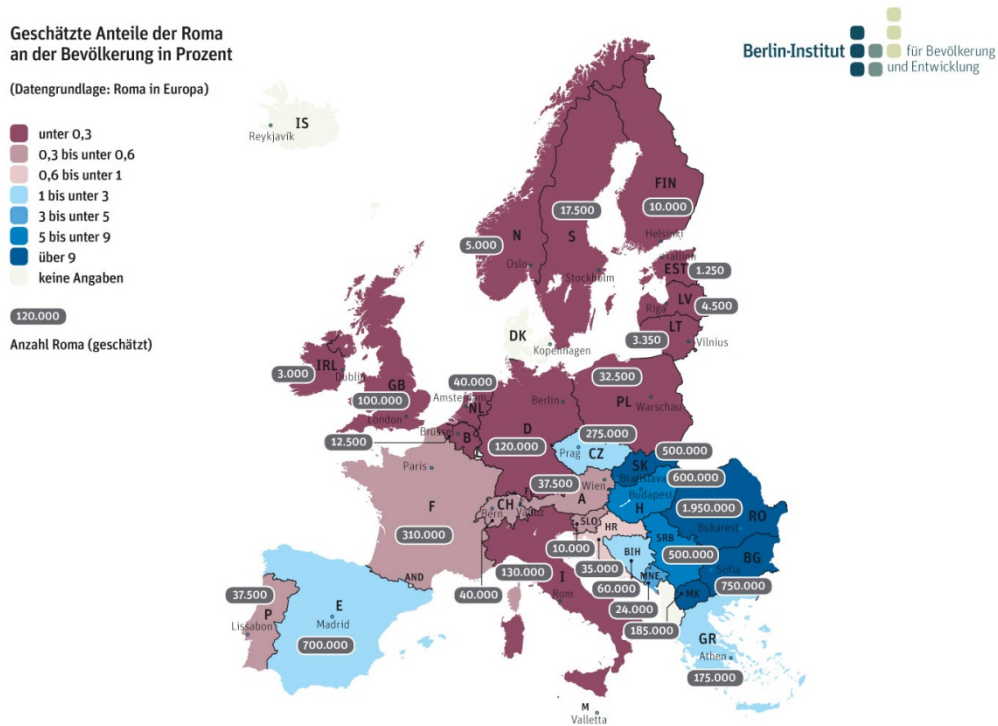 Geschätzte Anteile der Roma
an der Bevölkerung in Prozent
(Datengrundlage: Roma in Europa)
unter 0,3
0,3 bis unter 0,6
0,6 bis unter 1
1 bis unter 3
3 bis unter 5
5 bis unter 9
über 9
keine Angaben
120.000
Anzahl Roma (geschätzt)
Berlin-Institut
für Bevölkerung
und Entwicklung
IS
Reykjavík
FIN
10.000
Helsinki
17.500
S
Stockholm
N
5.000
Oslo
Tallinn
EST
1.250
LV
4.500
Riga
LT
3.350
Vilnius
DK
Kopenhagen
IRL
3.000
Dublin
GB
100.000
London
40.000
Amsterdam
NL
Brüssel
B
12.500
Berlin
D
120.000
32.500
PL
Warschau
275.000
Prag
CZ
500.000
SK
Bratislava
600.000
Budapest
H
37.500
Wien
A
CH
Bern
Vaduz
40.000
Paris
F
310.000
AND
37.500
P
Lissabon
E
Madrid
700.000
130.000
I
Rom
SLO
10.000
HR
35.000
BIH
60.000
MNE
24.000
SRB
500.000
1.950.000
RO
Bukarest
BG
Sofia
750.000
MK
185.000
GR
Athen
175.000
M
Valletta